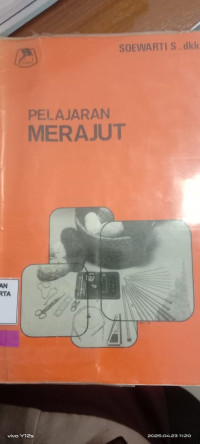 SOEWARTI S., dkk
PELAJARAN
MERAJUT
AN
RTA
vivo Y12s
2025.04.23 11:20